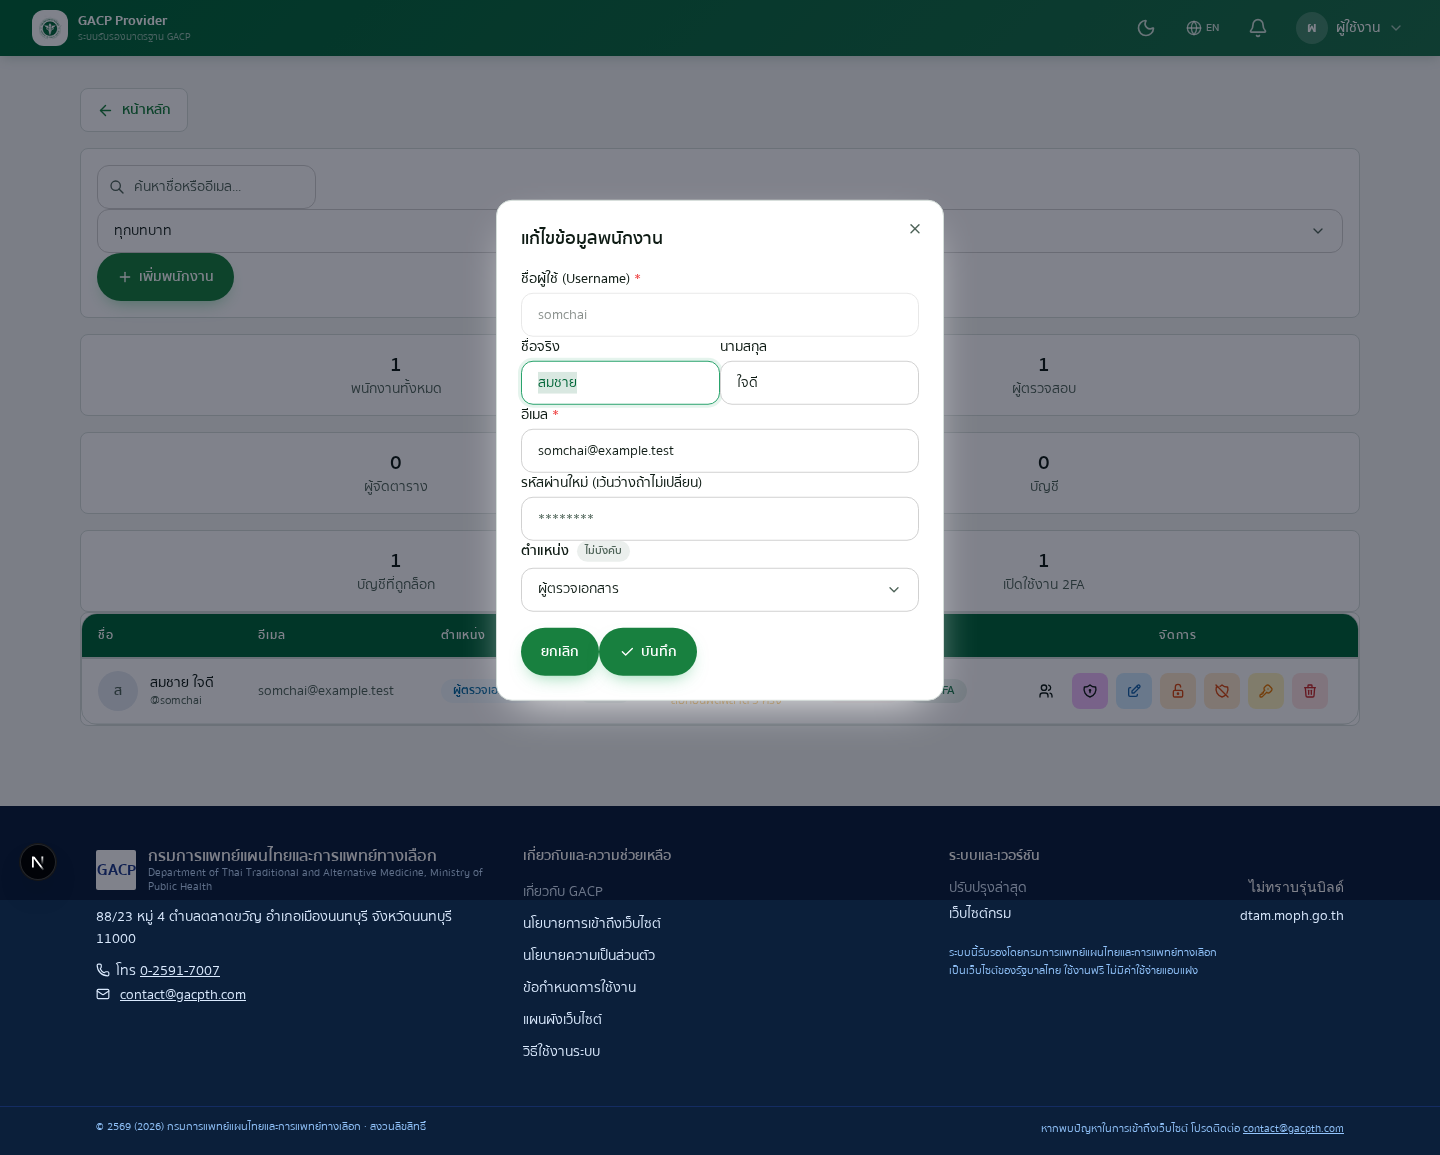 GACP Provider
ระบบรับรองมาตรฐาน GACP
EN
ผ
ผู้ใช้งาน
หน้าหลัก
ค้นหาชื่อหรืออีเมล...
ทุกบทบาท
เพิ่มพนักงาน
1
พนักงานทั้งหมด
1
ผู้ตรวจสอบ
0
ผู้จัดตาราง
0
บัญชี
1
บัญชีที่ถูกล็อก
1
เปิดใช้งาน 2FA
ชื่อ
อีเมล
ตำแหน่ง
จัดการ
ส
สมชาย ใจดี
@somchai
somchai@example.test
ผู้ตรวจเอ
FA
แก้ไขข้อมูลพนักงาน
ชื่อผู้ใช้ (Username) *
somchai
ชื่อจริง
นามสกุล
สมชาย
ใจดี
อีเมล *
somchai@example.test
รหัสผ่านใหม่ (เว้นว่างถ้าไม่เปลี่ยน)
********
ตำแหน่ง
ไม่บังคับ
ผู้ตรวจเอกสาร
ยกเลิก
บันทึก
N
GACP
กรมการแพทย์แผนไทยและการแพทย์ทางเลือก
Department of Thai Traditional and Alternative Medicine, Ministry of
Public Health
88/23 หมู่ 4 ตำบลตลาดขวัญ อำเภอเมืองนนทบุรี จังหวัดนนทบุรี
11000
โทร 0-2591-7007
contact@gacpth.com
เกี่ยวกับและความช่วยเหลือ
เกี่ยวกับ GACP
นโยบายการเข้าถึงเว็บไซต์
นโยบายความเป็นส่วนตัว
ข้อกำหนดการใช้งาน
แผนผังเว็บไซต์
วิธีใช้งานระบบ
ระบบและเวอร์ชัน
ปรับปรุงล่าสุด
ไม่ทราบรุ่นบิลด์
เว็บไซต์กรม
dtam.moph.go.th
ระบบนี้รับรองโดยกรมการแพทย์แผนไทยและการแพทย์ทางเลือก
เป็นเว็บไซต์ของรัฐบาลไทย ใช้งานฟรี ไม่มีค่าใช้จ่ายแอบแฝง
© 2569 (2026) กรมการแพทย์แผนไทยและการแพทย์ทางเลือก · สงวนลิขสิทธิ์
หากพบปัญหาในการเข้าถึงเว็บไซต์ โปรดติดต่อ contact@gacpth.com